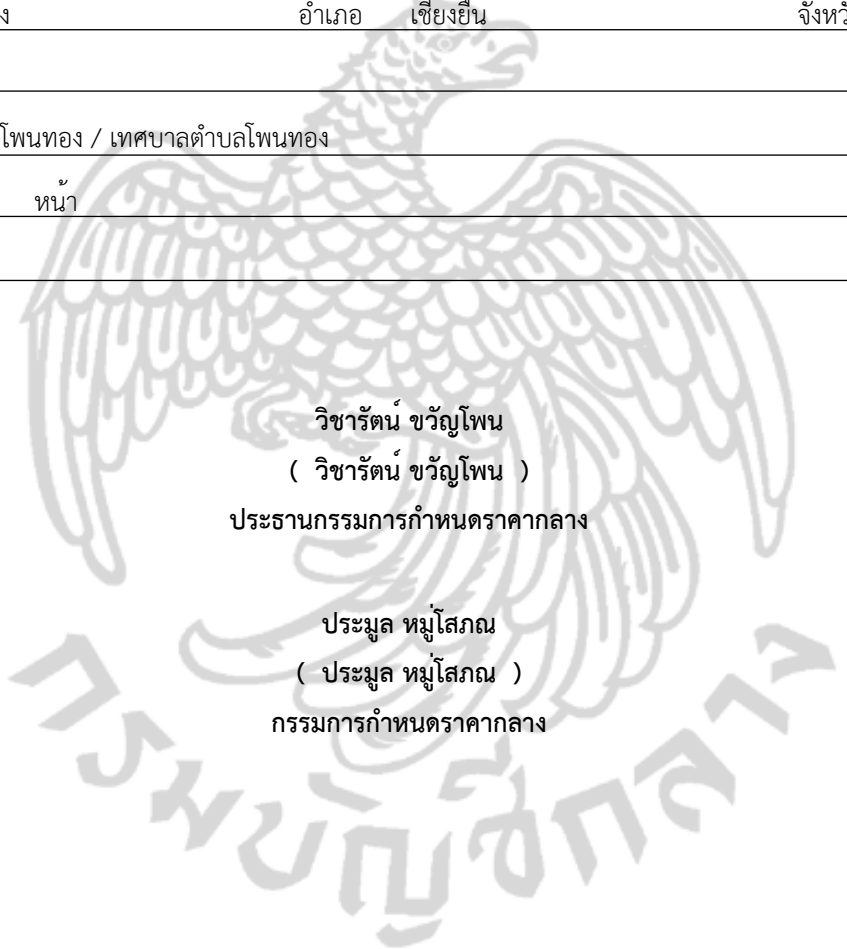 ง อำเภอ เชียงยืน จังหวั
โพนทอง / เทศบาลตำบลโพนทอง
หน้า
วิชารัตน์ ขวัญโพน
( วิชารัตน์ ขวัญโพน )
ประธานกรรมการกำหนดราคากลาง
ประมูล หมู่โสภณ
( ประมูล หมู่โสภณ )
กรรมการกำหนดราคากลาง
กรมบัญชีกลาง